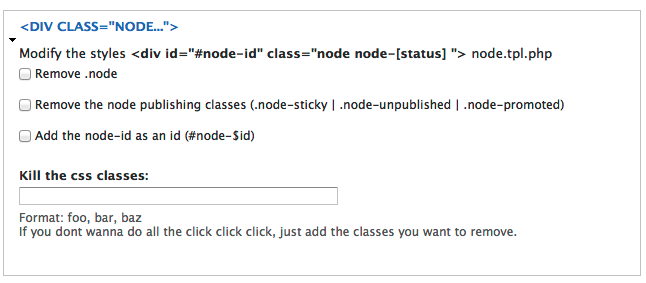 <DIV CLASS="NODE...">
Modify the styles <div id="#node-id" class="node node-[status] "> node.tpl.php
Remove .node
Remove the node publishing classes (.node-sticky | .node-unpublished | .node-promoted)
Add the node-id as an id (#node-$id)
Kill the css classes:
Format: foo, bar, baz
If you dont wanna do all the click click click, just add the classes you want to remove.